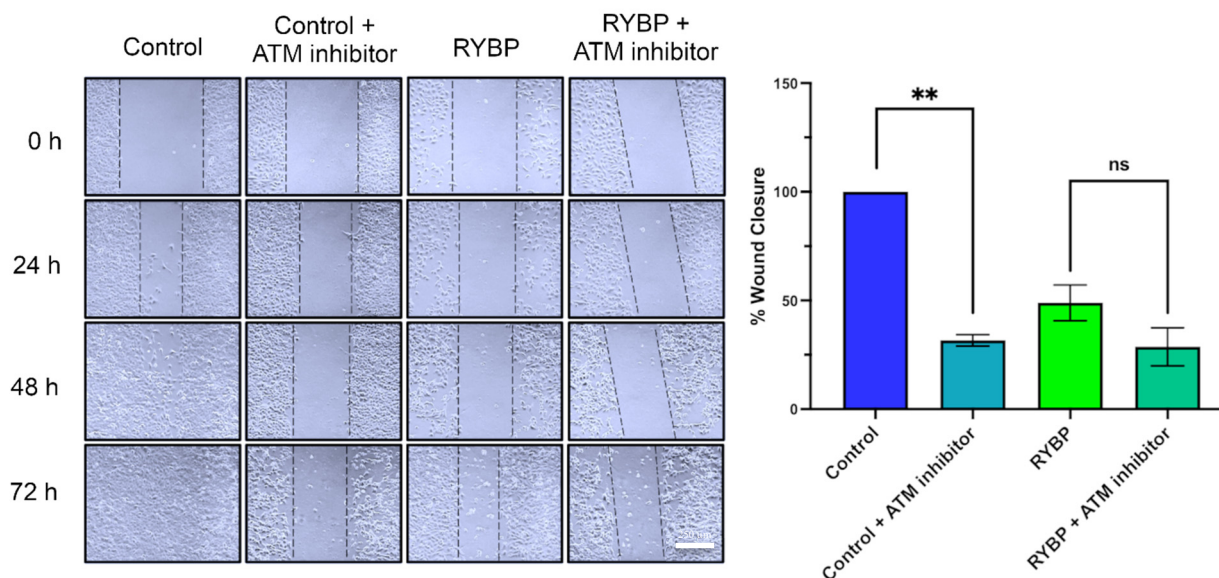 Control
Control +
ATM inhibitor
RYBP
RYBP +
ATM inhibitor
0 h
24 h
48 h
72 h
% Wound Closure
150
100
50
0
**
ns
Control
Control + ATM inhibitor
RYBP
RYBP + ATM inhibitor